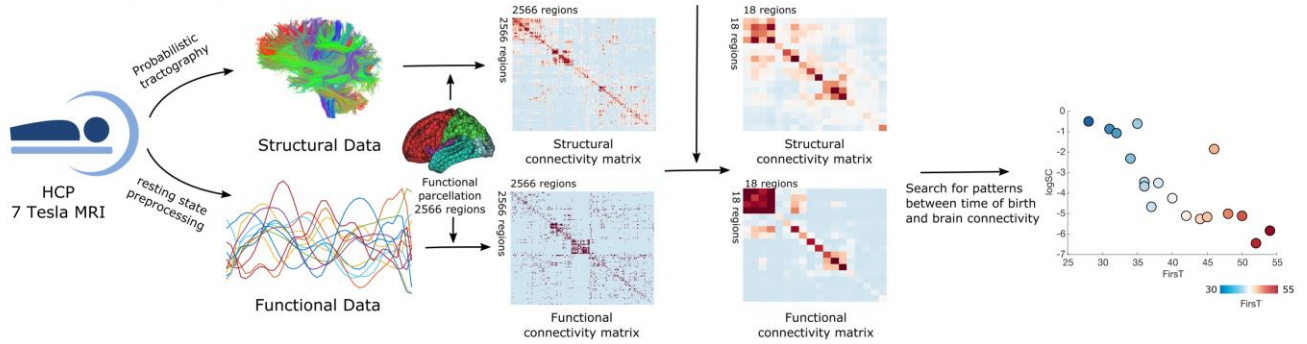 HCP
7 Tesla MRI
Probabilistic
tractography
resting state
preprocessing
Structural Data
Functional Data
Functional
parcellation
2566 regions
2566 regions
2566 regions
Structural
connectivity matrix
2566 regions
2566 regions
Functional
connectivity matrix
18 regions
18 regions
Structural
connectivity matrix
18 regions
18 regions
Functional
connectivity matrix
Search for patterns
between time of birth
and brain connectivity
logSC
0
-1
-2
-3
-4
-5
-6
-7
25 30 35 40 45 50 55
FirsT
30 55
FirsT